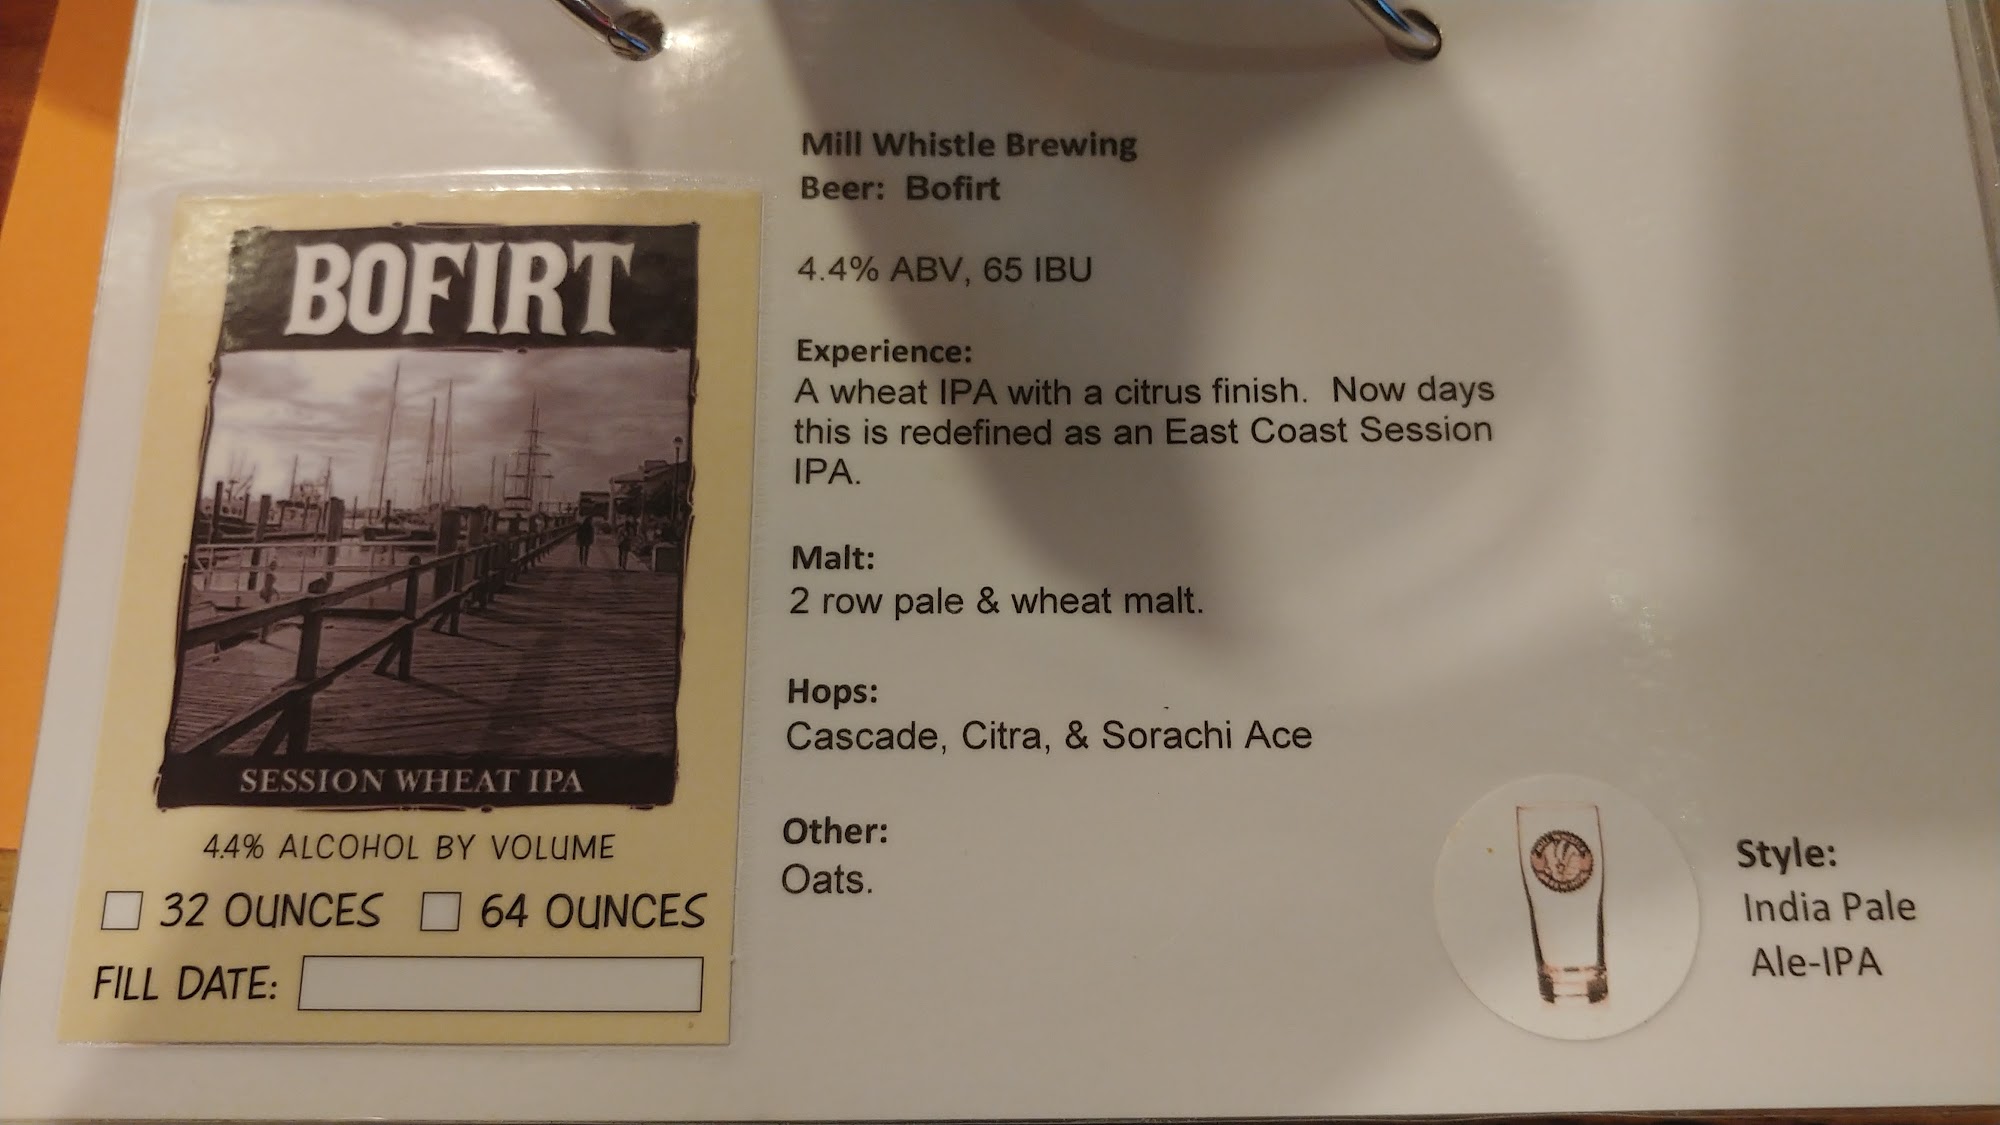 BOFIRT
SESSION WHEAT IPA
4.4% ALCOHOL BY VOLUME
32 OUNCES 64 OUNCES
FILL DATE:
Mill Whistle Brewing
Beer: Bofirt
4.4% ABV, 65 IBU
Experience:
A wheat IPA with a citrus finish. Now days
this is redefined as an East Coast Session
IPA.
Malt:
2 row pale & wheat malt.
Hops:
Cascade, Citra, & Sorachi Ace
Other:
Oats.
Style:
India Pale
Ale-IPA